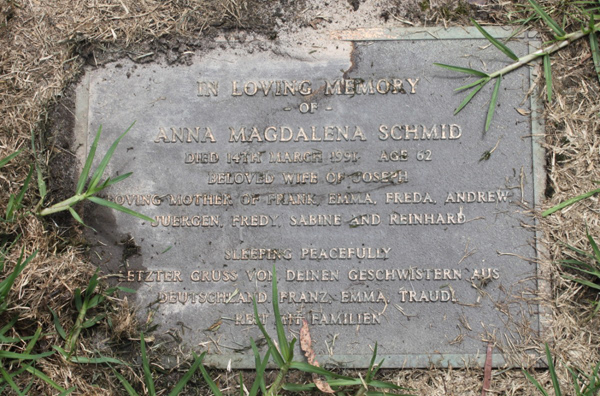 IN LOVING MEMORY
- OF -
ANNA MAGDALENA SCHMID
DIED 14TH MARCH 1991 AGE 62
BELOVED WIFE OF JOSEPH
LOVING MOTHER OF FRANK, EMMA, FREDA, ANDREW,
JUERGEN, FREDY, SABINE AND REINHARD
SLEEPING PEACEFULLY
LETZTER GRUSS VON DEINEN GESCHWISTERN AUS
DEUTSCHLAND, FRANZ, EMMA, TRAUDL
MIT FAMILIEN